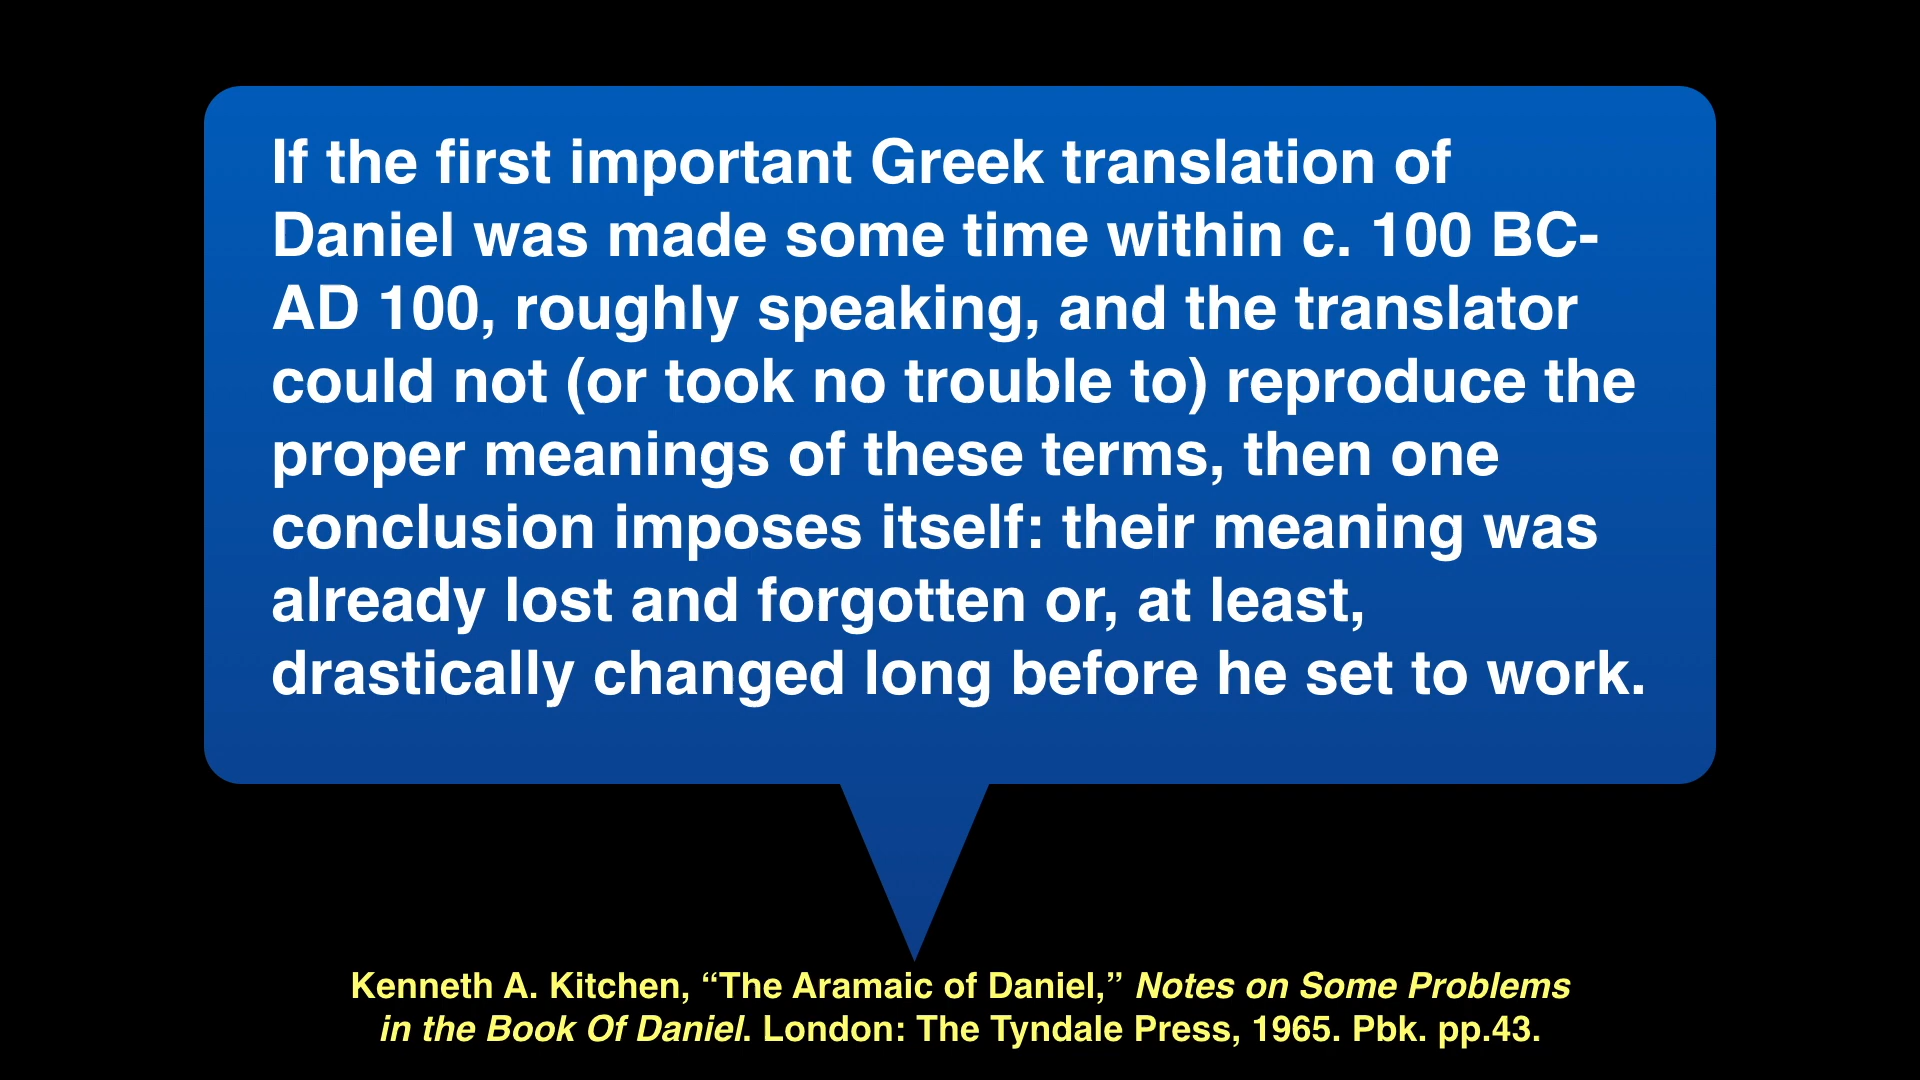 If the first important Greek translation of
Daniel was made some time within c. 100 BC-
AD 100, roughly speaking, and the translator
could not (or took no trouble to) reproduce the
proper meanings of these terms, then one
conclusion imposes itself: their meaning was
already lost and forgotten or, at least,
drastically changed long before he set to work.
Kenneth A. Kitchen, “The Aramaic of Daniel,” Notes on Some Problems
in the Book Of Daniel. London: The Tyndale Press, 1965. Pbk. pp.43.